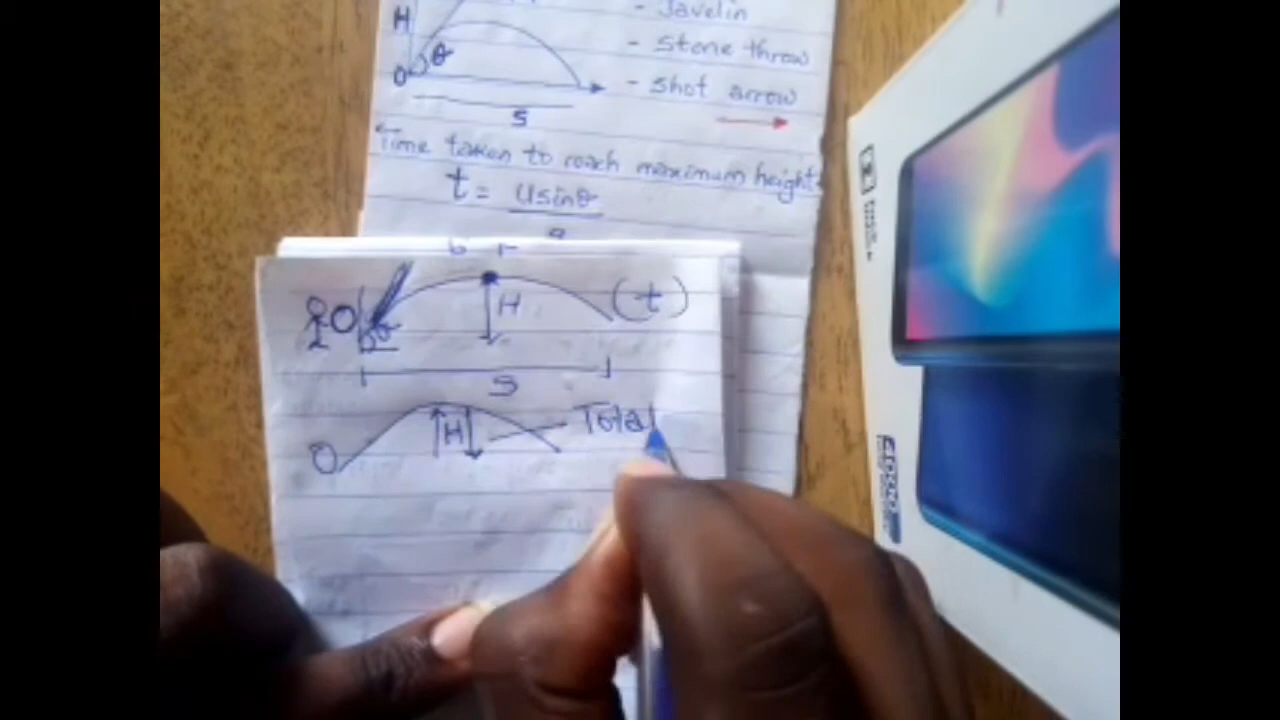 - Javelin
H
- Stone throw
θ
O
- Shot arrow
S
Time taken to reach maximum height
t = usinθ
g
O
H
(t)
θ
S
O
H
Total